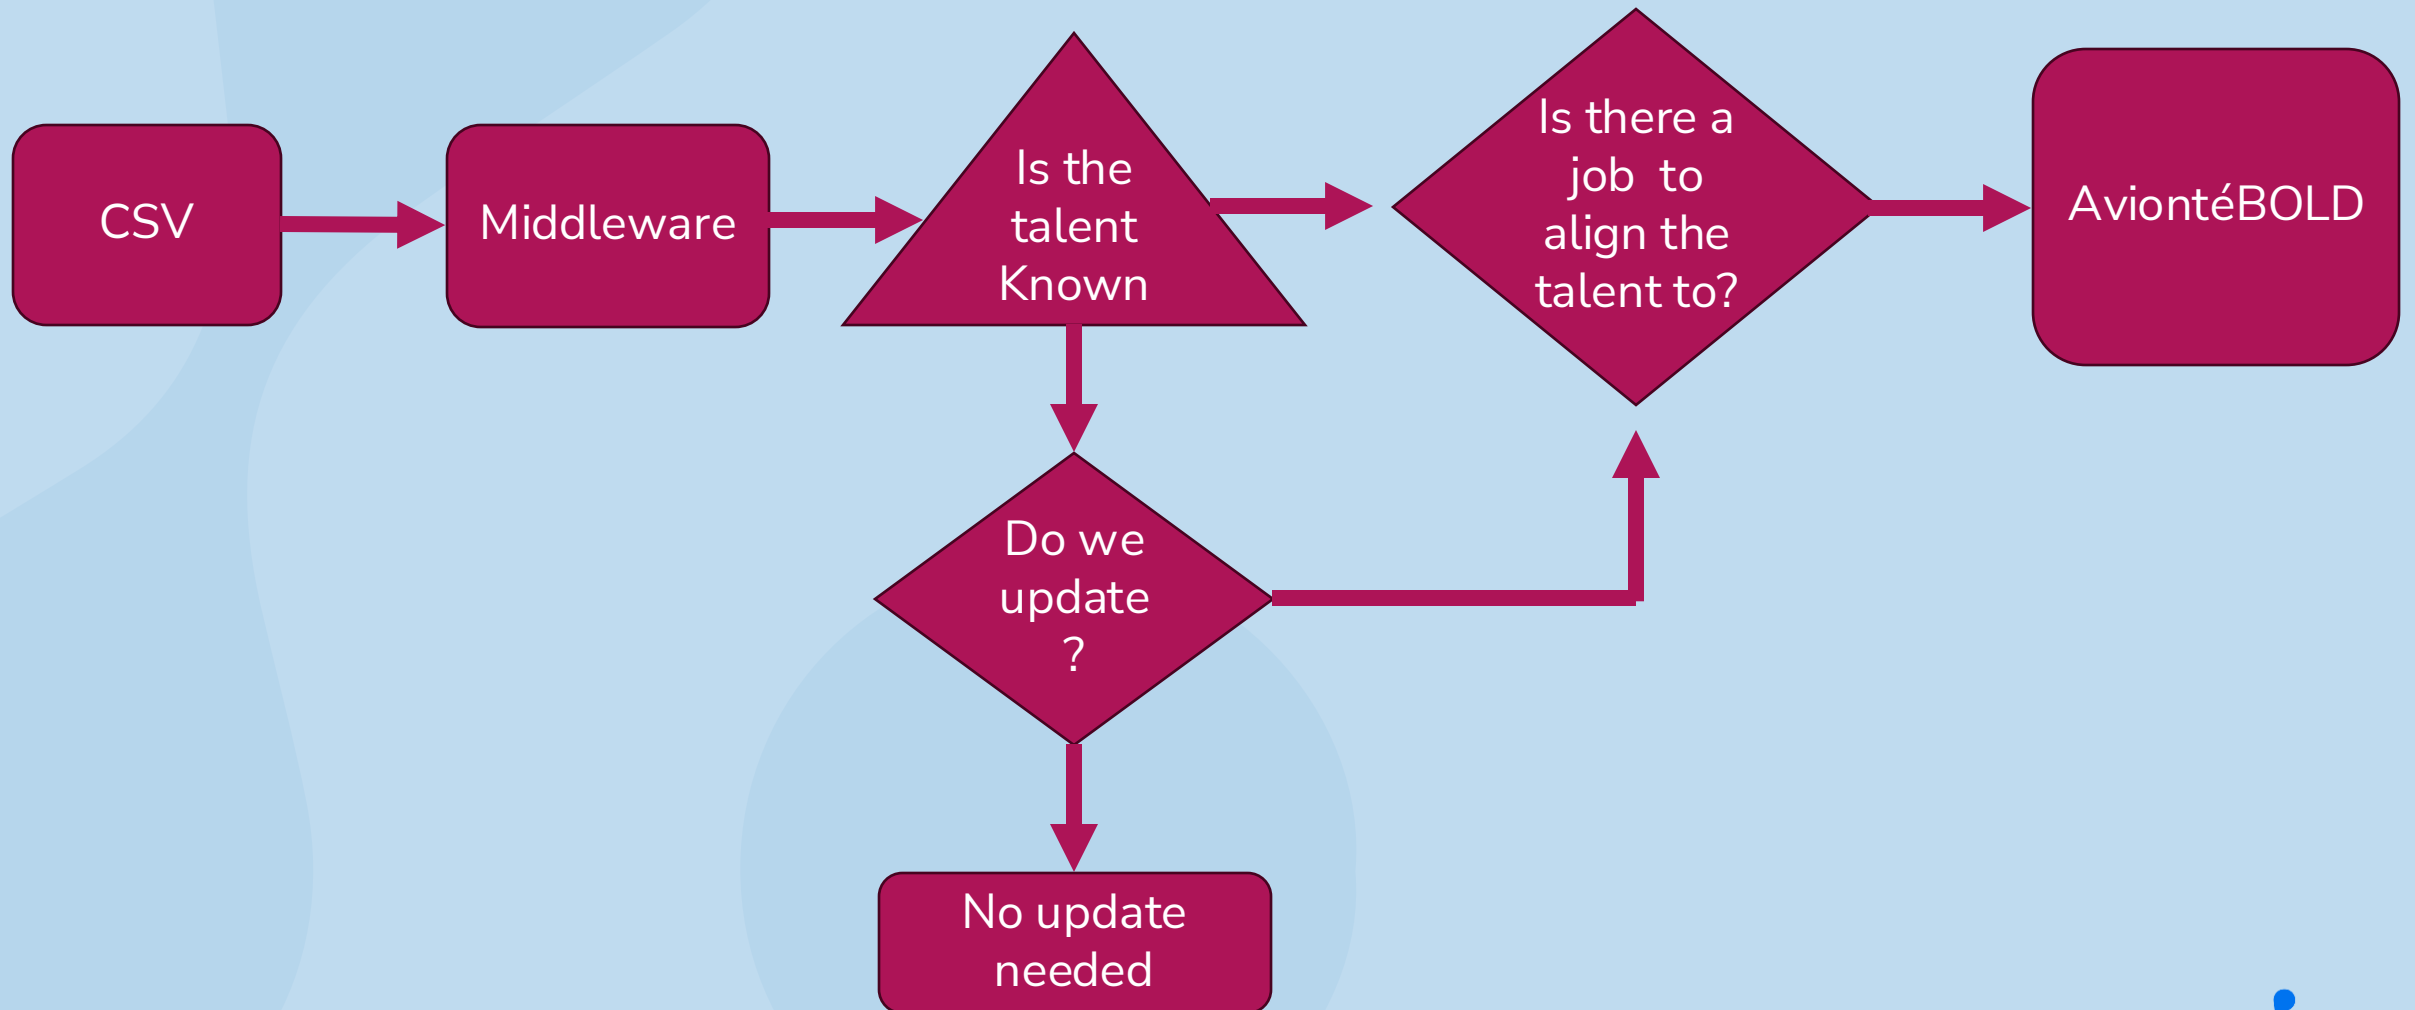 CSV
Middleware
Is the
talent
Known
Is there a
job  to
align the
talent to?
AviontéBOLD
Do we
update
?
No update
needed